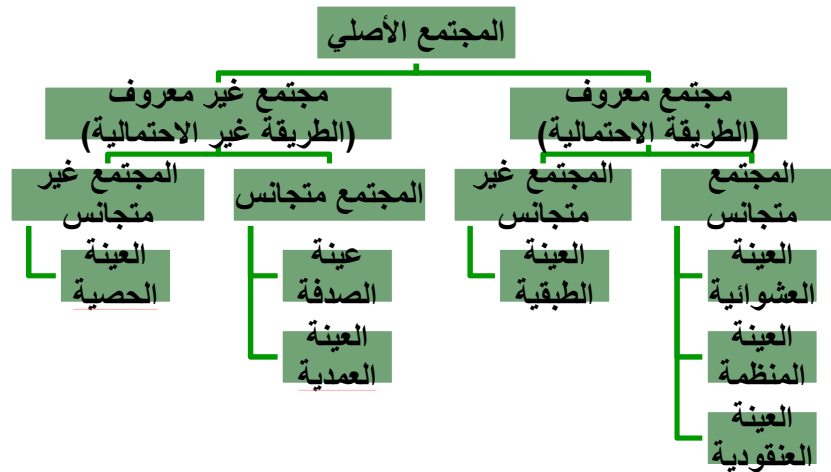 المجتمع الأصلي
مجتمع معروف
(الطريقة الاحتمالية)
مجتمع غير معروف
(الطريقة غير الاحتمالية)
المجتمع
متجانس
المجتمع غير
متجانس
المجتمع متجانس
المجتمع غير
متجانس
العينة
العشوائية
العينة
المنظمة
العينة
العنقودية
العينة
الطبقية
عينة
الصدفة
العينة
العمدية
العينة
الحصية